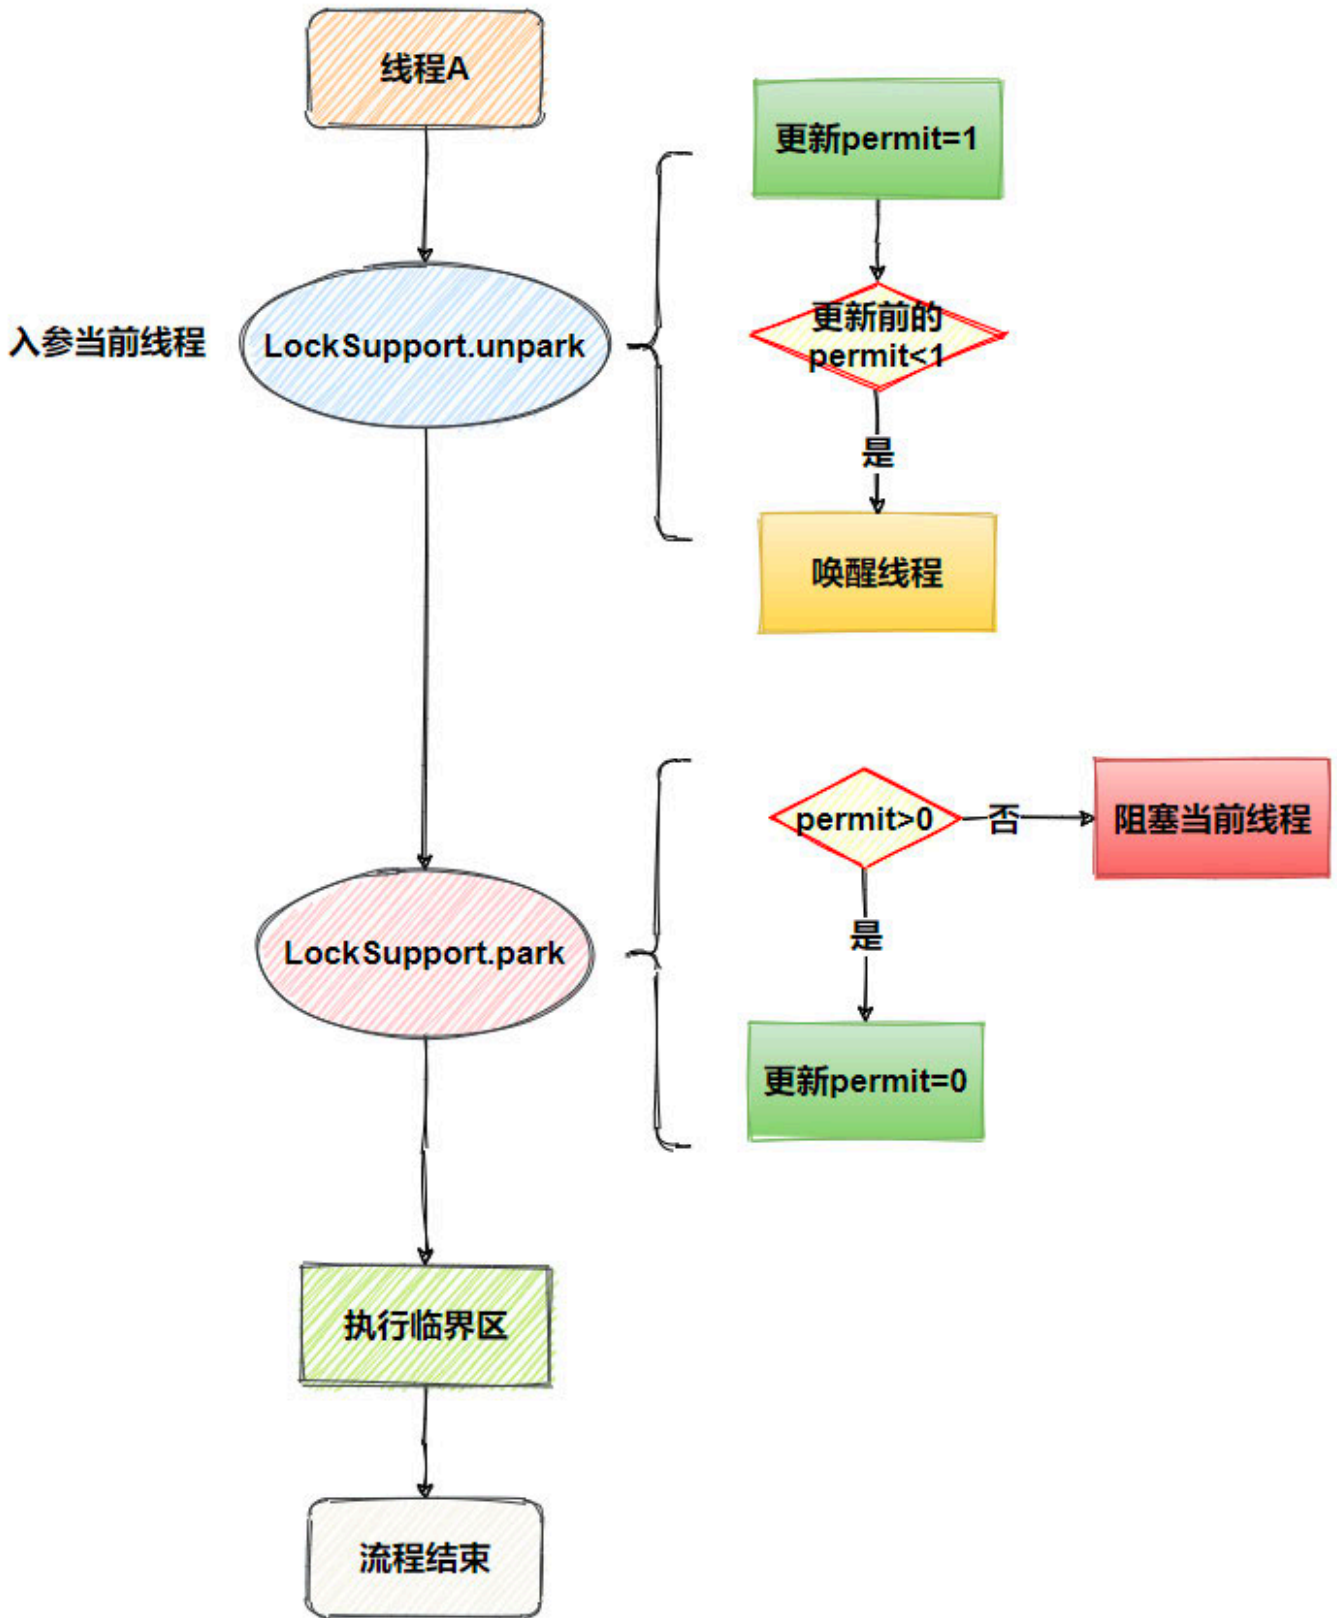 线程A
更新permit=1
入参当前线程
LockSupport.unpark
更新前的
permit<1
是
唤醒线程
LockSupport.park
permit>0
否
阻塞当前线程
是
更新permit=0
执行临界区
流程结束